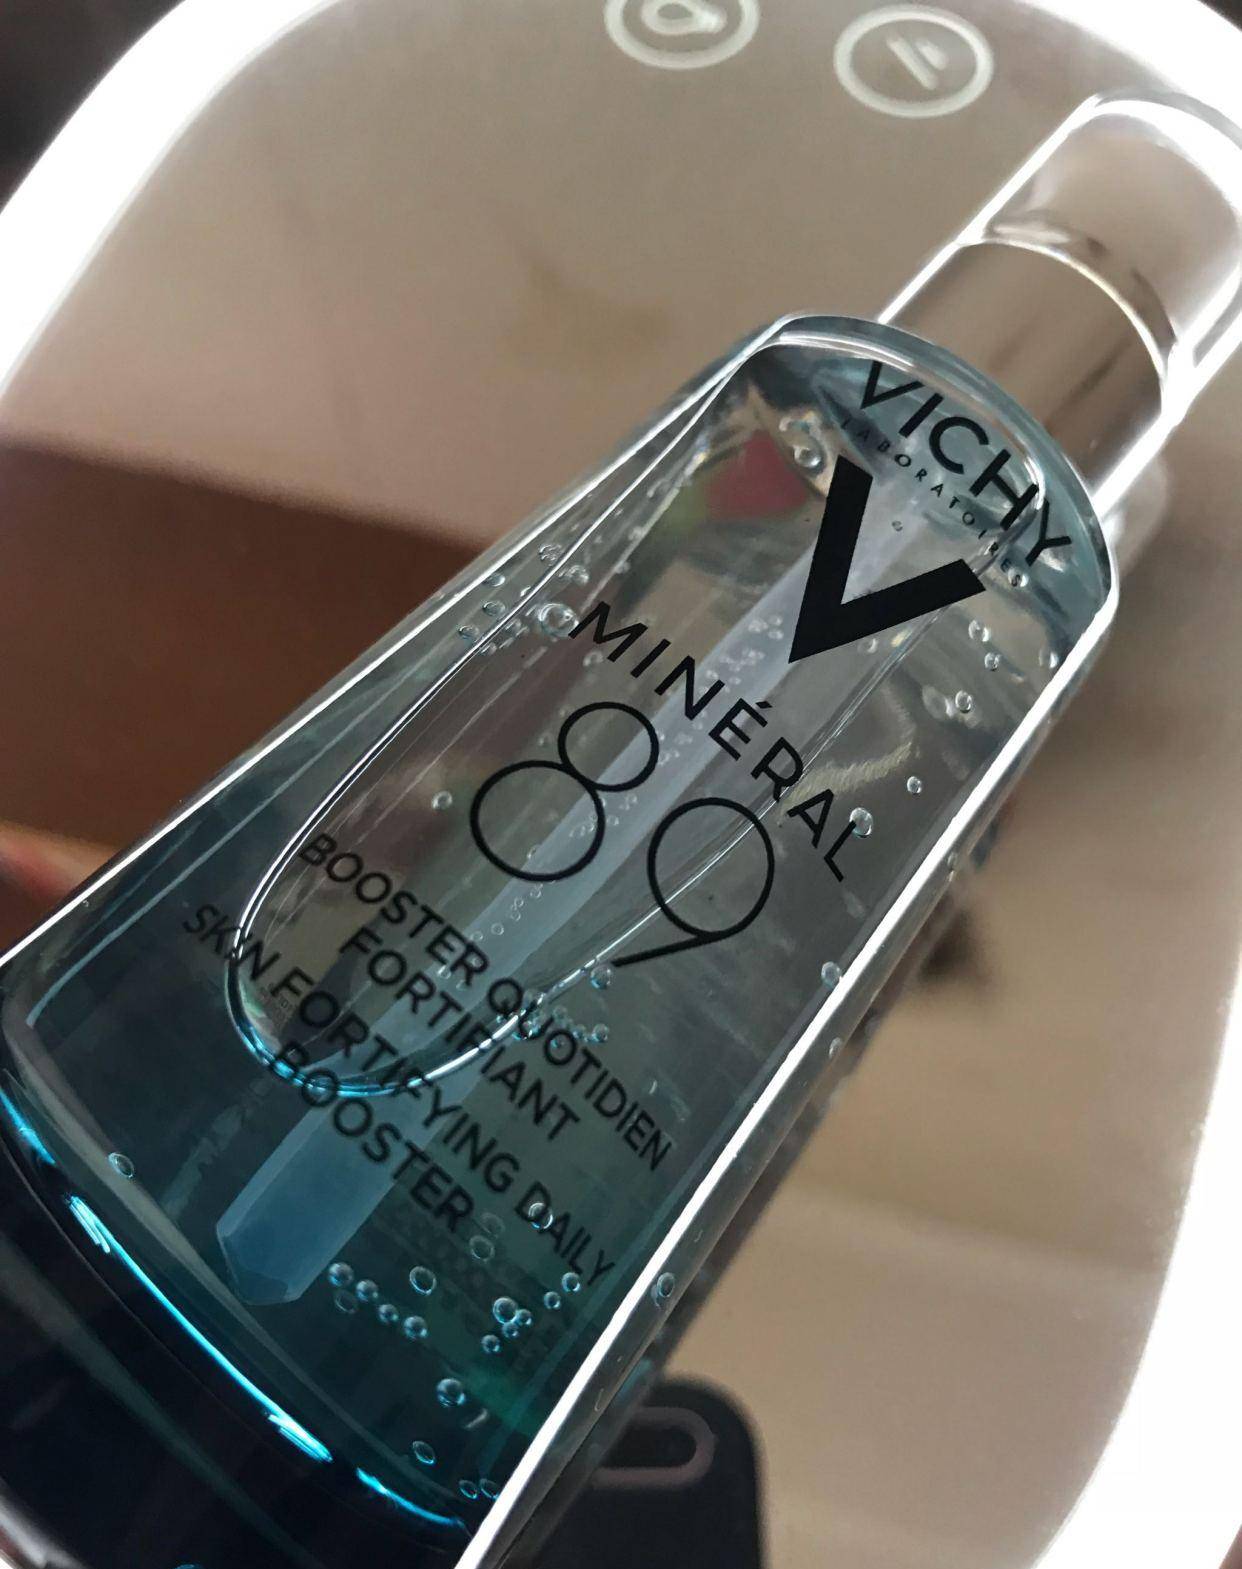 VICHY
LABORATOIRES
V
MINÉRAL
89
BOOSTER QUOTIDIEN
FORTIFIANT
SKIN FORTIFYING DAILY
BOOSTER